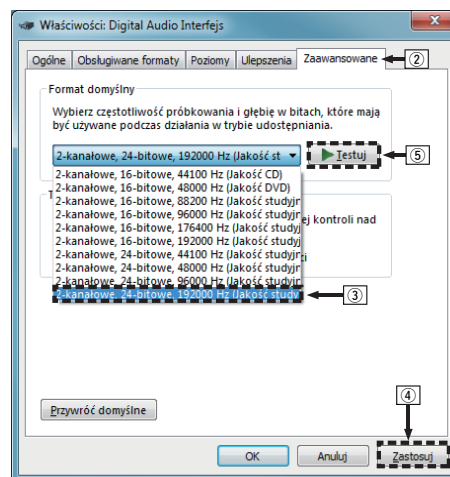 Właściwości: Digital Audio Interfejs
Ogólne Obsługiwane formaty Poziomy Ulepszenia Zaawansowane ②
Format domyślny
Wybierz częstotliwość próbkowania i głębię w bitach, które mają
być używane podczas działania w trybie udostępniania.
2-kanałowe, 24-bitowe, 192000 Hz (Jakość st Testuj ⑤
2-kanałowe, 16-bitowe, 44100 Hz (Jakość CD)
2-kanałowe, 16-bitowe, 48000 Hz (Jakość DVD)
2-kanałowe, 16-bitowe, 88200 Hz (Jakość studyjn
2-kanałowe, 16-bitowe, 96000 Hz (Jakość studyjn
2-kanałowe, 16-bitowe, 176400 Hz (Jakość studyj
ej kontroli nad
2-kanałowe, 16-bitowe, 192000 Hz (Jakość studyj
2-kanałowe, 24-bitowe, 44100 Hz (Jakość studyjn
2-kanałowe, 24-bitowe, 48000 Hz (Jakość studyjn
2-kanałowe, 24-bitowe, 96000 Hz (Jakość studyjn
2-kanałowe, 24-bitowe, 192000 Hz (Jakość study ③
Przywróć domyślne
④
OK Anuluj Zastosuj